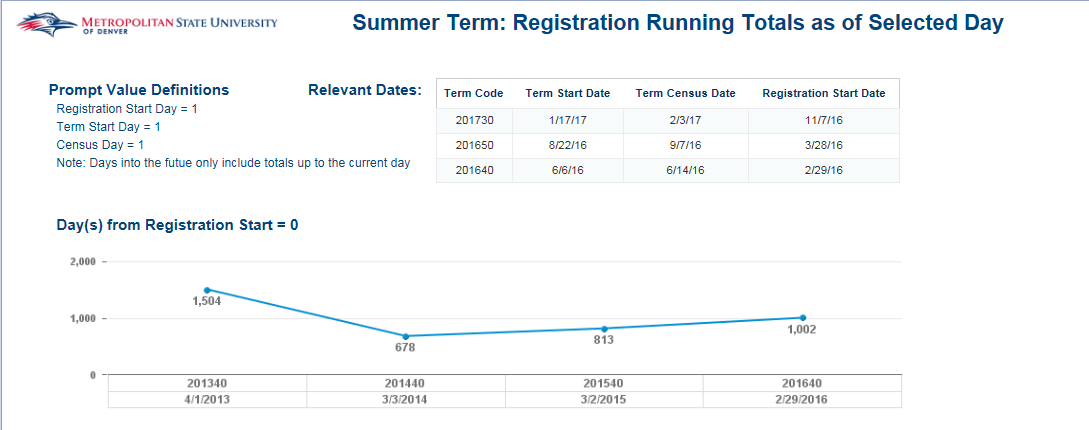 METROPOLITAN STATE UNIVERSITY
OF DENVER
Summer Term: Registration Running Totals as of Selected Day
Prompt Value Definitions
Registration Start Day = 1
Term Start Day = 1
Census Day = 1
Note: Days into the futue only include totals up to the current day
Relevant Dates:
Term Code Term Start Date Term Census Date Registration Start Date
201730 1/17/17 2/3/17 11/7/16
201650 8/22/16 9/7/16 3/28/16
201640 6/6/16 6/14/16 2/29/16
Day(s) from Registration Start = 0
2,000
1,504
1,000
678
813
1,002
0
201340 201440 201540 201640
4/1/2013 3/3/2014 3/2/2015 2/29/2016